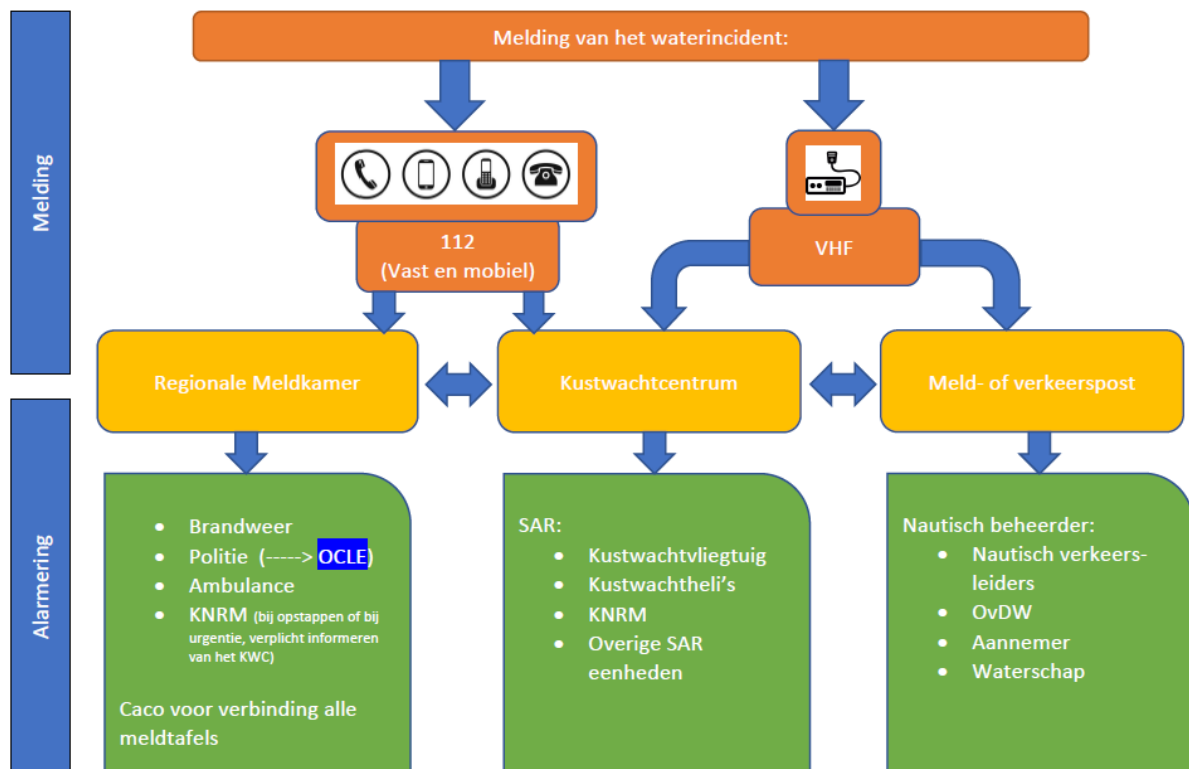 Melding
Melding van het waterincident:
112
(Vast en mobiel)
VHF
Regionale Meldkamer
Kustwachtcentrum
Meld- of verkeerspost
Alarmering
• Brandweer
• Politie (-----> OCLE)
• Ambulance
• KNRM (bij opstappen of bij
urgentie, verplicht informeren
van het KWC)
Caco voor verbinding alle
meldtafels
SAR:
• Kustwachtvliegtuig
• Kustwachtheli's
• KNRM
• Overige SAR
eenheden
Nautisch beheerder:
• Nautisch verkeers-
leiders
• OvDW
• Aannemer
• Waterschap